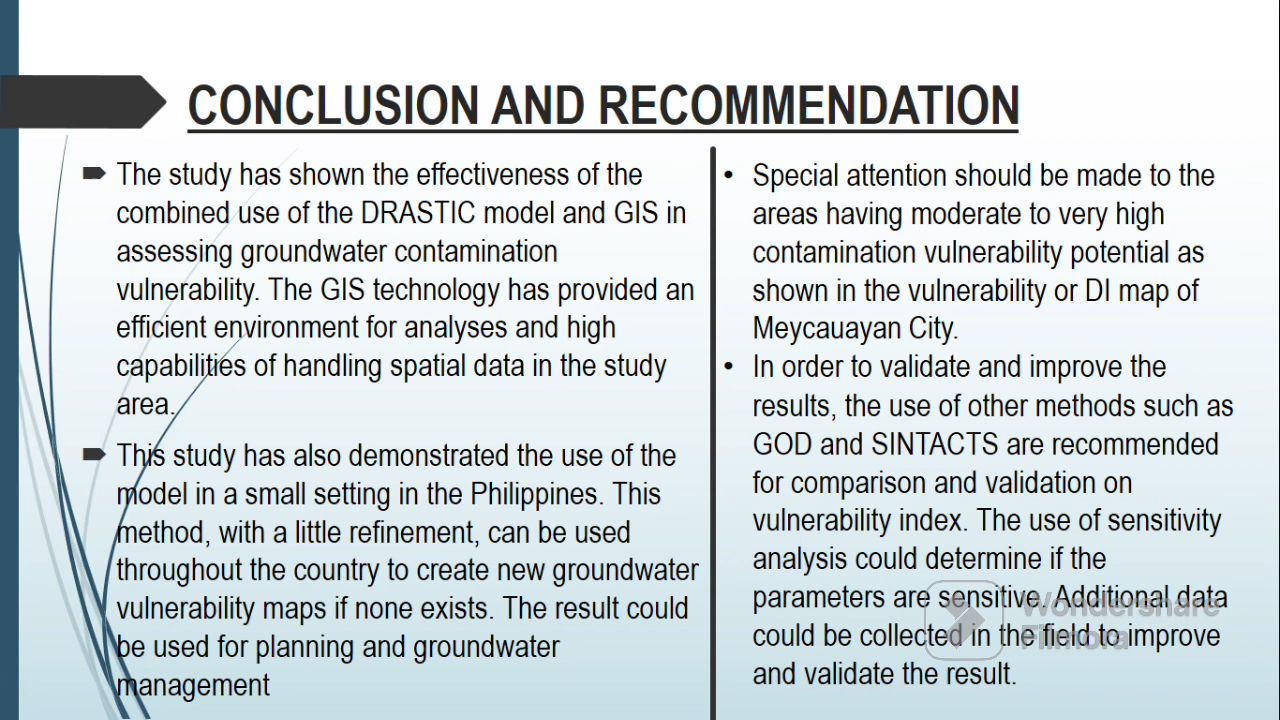 CONCLUSION AND RECOMMENDATION
The study has shown the effectiveness of the
combined use of the DRASTIC model and GIS in
assessing groundwater contamination
vulnerability. The GIS technology has provided an
efficient environment for analyses and high
capabilities of handling spatial data in the study
area.
This study has also demonstrated the use of the
model in a small setting in the Philippines. This
method, with a little refinement, can be used
throughout the country to create new groundwater
vulnerability maps if none exists. The result could
be used for planning and groundwater
management
• Special attention should be made to the
areas having moderate to very high
contamination vulnerability potential as
shown in the vulnerability or DI map of
Meycauayan City.
• In order to validate and improve the
results, the use of other methods such as
GOD and SINTACTS are recommended
for comparison and validation on
vulnerability index. The use of sensitivity
analysis could determine if the
parameters are sensitive. Additional data
could be collected in the field to improve
and validate the result.
Wondershare
Filmora